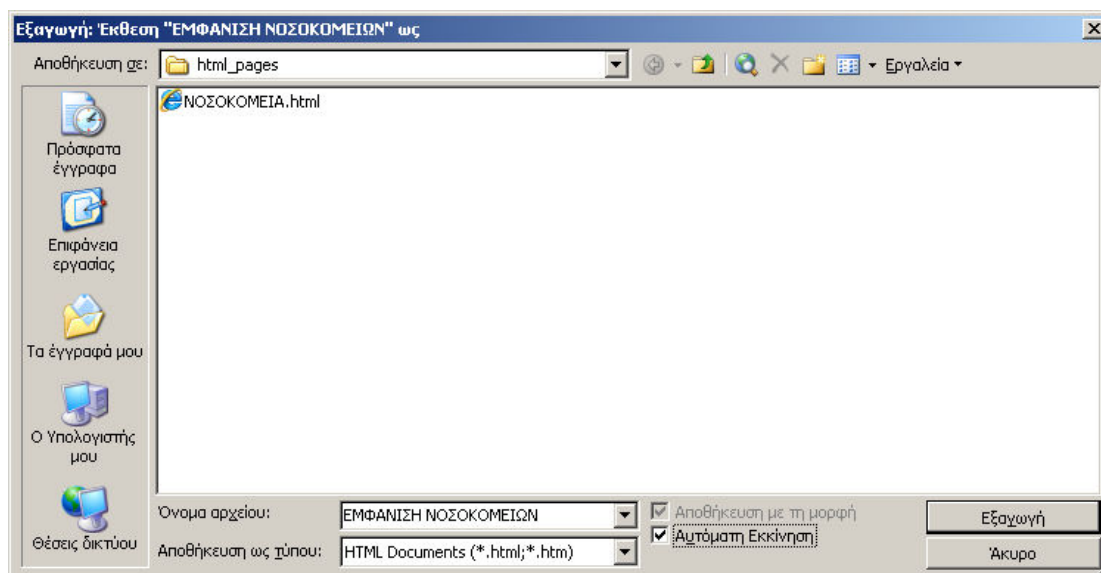 Εξαγωγή: Έκθεση "ΕΜΦΑΝΙΣΗ ΝΟΣΟΚΟΜΕΙΩΝ" ως
Αποθήκευση σε:
html_pages
Εργαλεία
ΝΟΣΟΚΟΜΕΙΑ.html
Πρόσφατα
έγγραφα
Επιφάνεια
εργασίας
Τα έγγραφά μου
Ο Υπολογιστής
μου
Θέσεις δικτύου
Όνομα αρχείου:
ΕΜΦΑΝΙΣΗ ΝΟΣΟΚΟΜΕΙΩΝ
Αποθήκευση με τη μορφή
Εξαγωγή
Αποθήκευση ως τύπου:
HTML Documents (*.html;*.htm)
Αυτόματη Εκκίνηση
Άκυρο